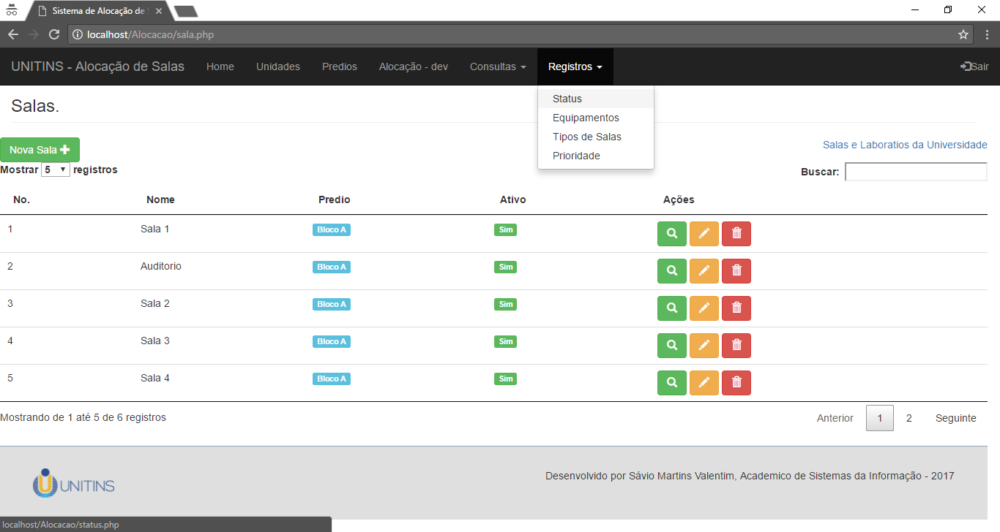 Sistema de Alocação de S
localhost/Alocacao/sala.php
UNITINS - Alocação de Salas Home Unidades Predios Alocação - dev Consultas Registros Sair
Status
Equipamentos
Tipos de Salas
Prioridade
Salas.
Nova Sala
Salas e Laboratios da Universidade
Mostrar 5 registros
Buscar:
No. Nome Predio Ativo Ações
1 Sala 1 Bloco A Sim
2 Auditorio Bloco A Sim
3 Sala 2 Bloco A Sim
4 Sala 3 Bloco A Sim
5 Sala 4 Bloco A Sim
Mostrando de 1 até 5 de 6 registros
Anterior 1 2 Seguinte
UNITINS
Desenvolvido por Sávio Martins Valentim, Academico de Sistemas da Informação - 2017
localhost/Alocacao/status.php